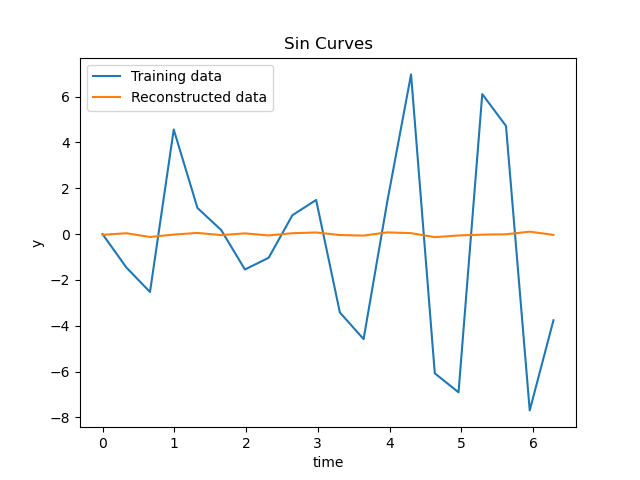 Sin Curves
Training data
Reconstructed data
6
4
2
0
−2
−4
−6
−8
y
0 1 2 3 4 5 6
time